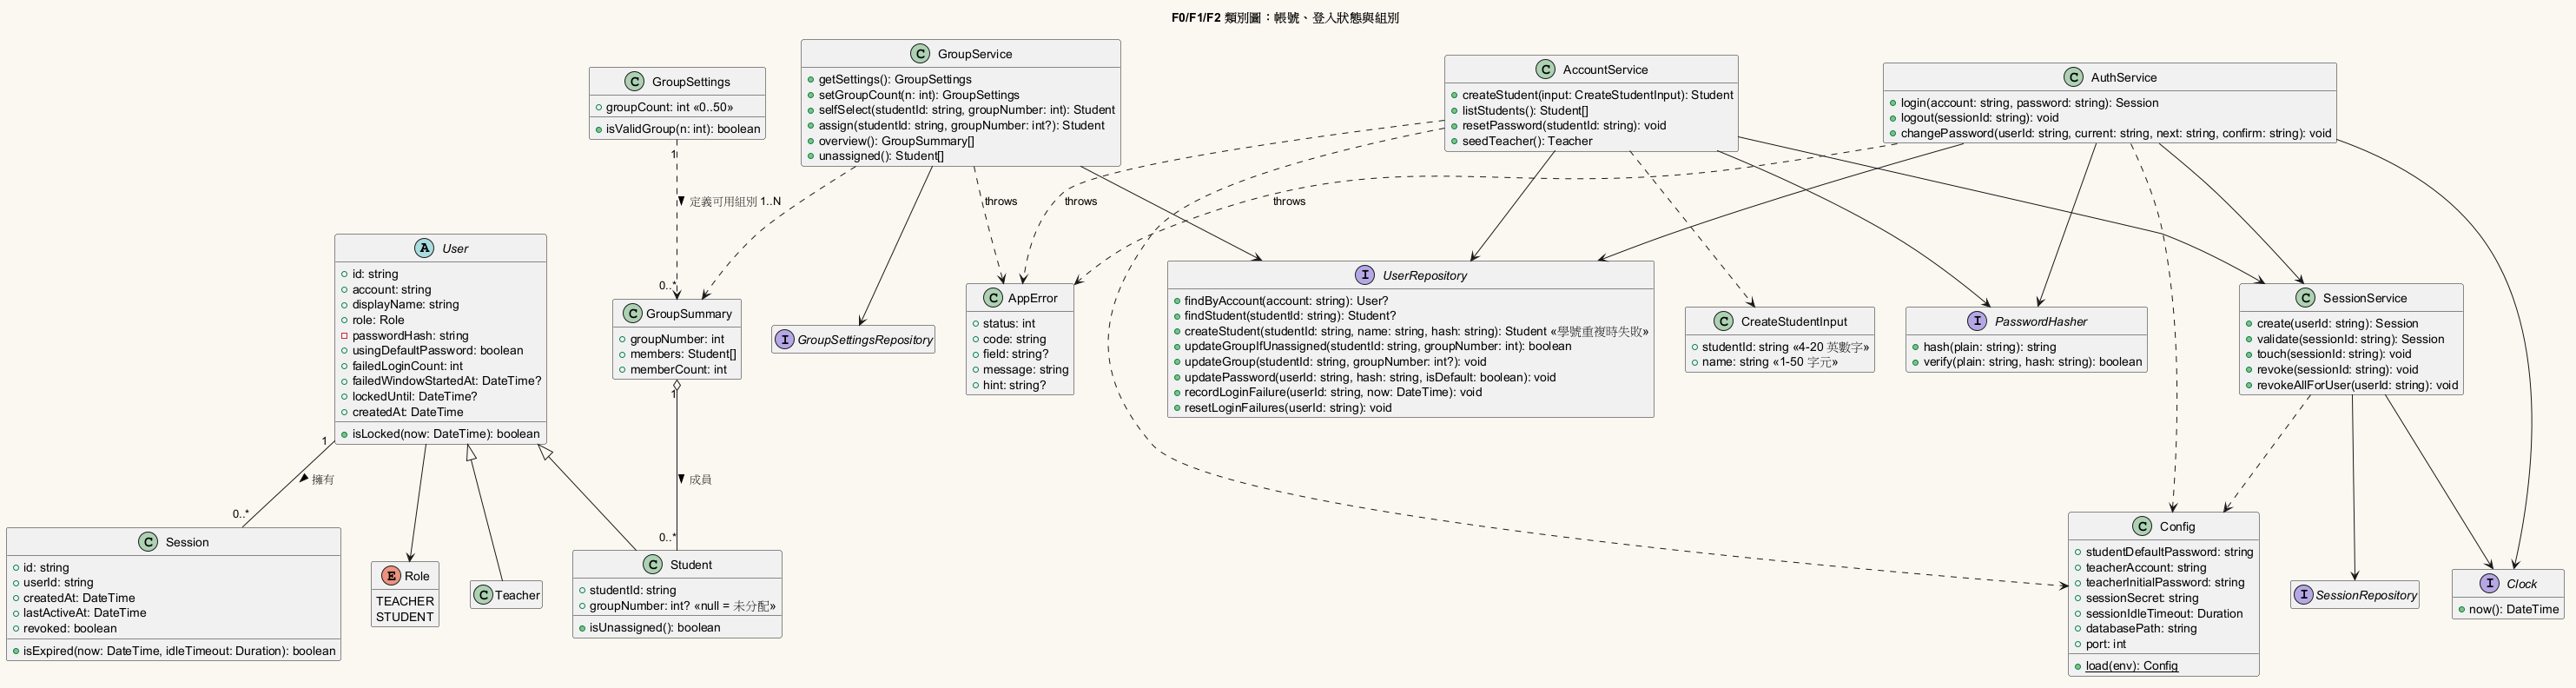 F0/F1/F2 類別圖：帳號、登入狀態與組別
C GroupSettings
groupCount: int «0..50»
isValidGroup(n: int): boolean
C GroupService
getSettings(): GroupSettings
setGroupCount(n: int): GroupSettings
selfSelect(studentId: string, groupNumber: int): Student
assign(studentId: string, groupNumber: int?): Student
overview(): GroupSummary[]
unassigned(): Student[]
C AccountService
createStudent(input: CreateStudentInput): Student
listStudents(): Student[]
resetPassword(studentId: string): void
seedTeacher(): Teacher
C AuthService
login(account: string, password: string): Session
logout(sessionId: string): void
changePassword(userId: string, current: string, next: string, confirm: string): void
1
定義可用組別 1..N
0..*
throws
throws
throws
A User
id: string
account: string
displayName: string
role: Role
passwordHash: string
usingDefaultPassword: boolean
failedLoginCount: int
failedWindowStartedAt: DateTime?
lockedUntil: DateTime?
createdAt: DateTime
isLocked(now: DateTime): boolean
C GroupSummary
groupNumber: int
members: Student[]
memberCount: int
I GroupSettingsRepository
C AppError
status: int
code: string
field: string?
message: string
hint: string?
I UserRepository
findByAccount(account: string): User?
findStudent(studentId: string): Student?
createStudent(studentId: string, name: string, hash: string): Student «學號重複時失敗»
updateGroupIfUnassigned(studentId: string, groupNumber: int): boolean
updateGroup(studentId: string, groupNumber: int?): void
updatePassword(userId: string, hash: string, isDefault: boolean): void
recordLoginFailure(userId: string, now: DateTime): void
resetLoginFailures(userId: string): void
C CreateStudentInput
studentId: string «4-20 英數字»
name: string «1-50 字元»
I PasswordHasher
hash(plain: string): string
verify(plain: string, hash: string): boolean
C SessionService
create(userId: string): Session
validate(sessionId: string): Session
touch(sessionId: string): void
revoke(sessionId: string): void
revokeAllForUser(userId: string): void
1
擁有
0..*
1
成員
0..*
C Session
id: string
userId: string
createdAt: DateTime
lastActiveAt: DateTime
revoked: boolean
isExpired(now: DateTime, idleTimeout: Duration): boolean
E Role
TEACHER
STUDENT
C Teacher
C Student
studentId: string
groupNumber: int? «null = 未分配»
isUnassigned(): boolean
C Config
studentDefaultPassword: string
teacherAccount: string
teacherInitialPassword: string
sessionSecret: string
sessionIdleTimeout: Duration
databasePath: string
port: int
load(env): Config
I SessionRepository
I Clock
now(): DateTime